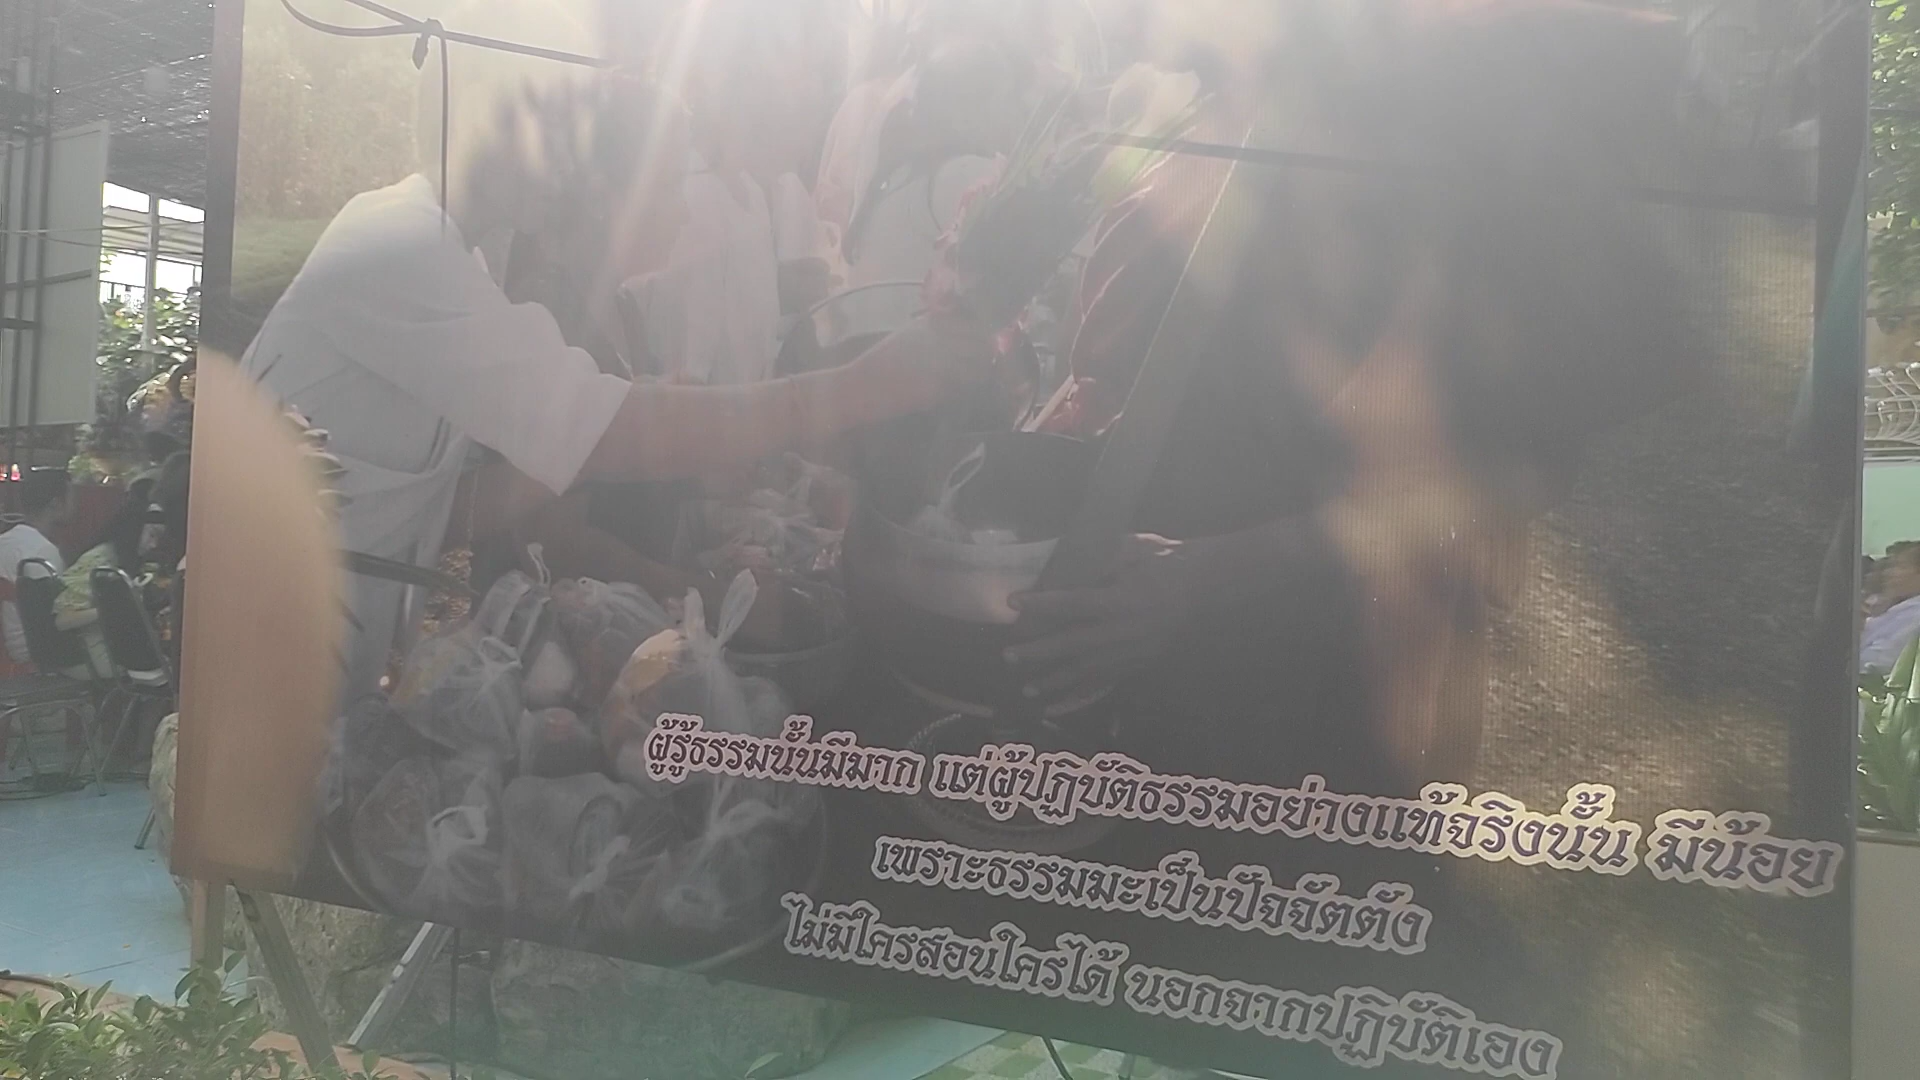 ผู้รู้ธรรมนั้นมีมาก แต่ผู้ปฏิบัติธรรมอย่างแท้จริงนั้น มีน้อย
เพราะธรรมมะเป็นปัจจัตตัง
ไม่มีใครสอนใครได้ นอกจากปฏิบัติเอง